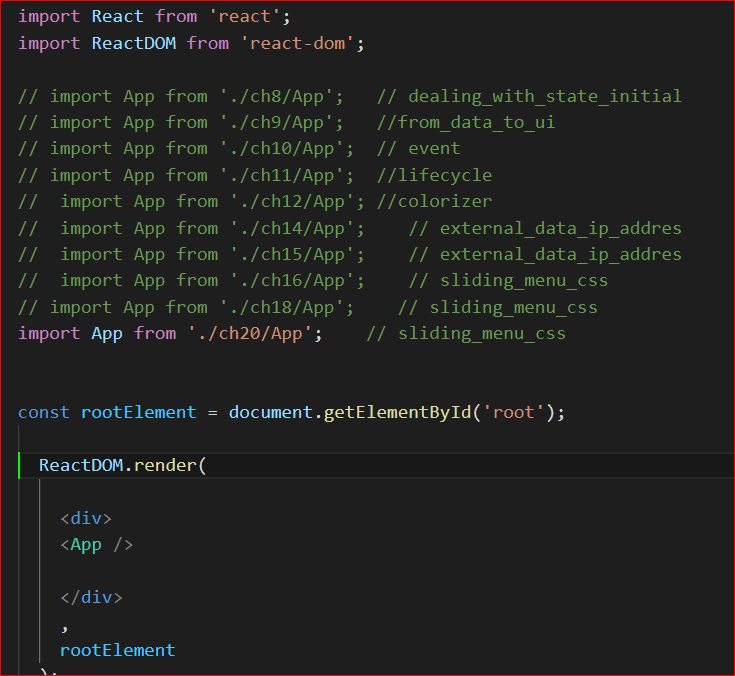 import React from 'react';
import ReactDOM from 'react-dom';
// import App from './ch8/App';   // dealing_with_state_initial
// import App from './ch9/App';   //from_data_to_ui
// import App from './ch10/App';  // event
// import App from './ch11/App';  //lifecycle
//  import App from './ch12/App'; //colorizer
//  import App from './ch14/App';    // external_data_ip_addres
//  import App from './ch15/App';    // external_data_ip_addres
//  import App from './ch16/App';    // sliding_menu_css
// import App from './ch18/App';    // sliding_menu_css
import App from './ch20/App';    // sliding_menu_css
const rootElement = document.getElementById('root');
  ReactDOM.render(
    <div>
    <App />
    </div>
    ,
    rootElement
  );